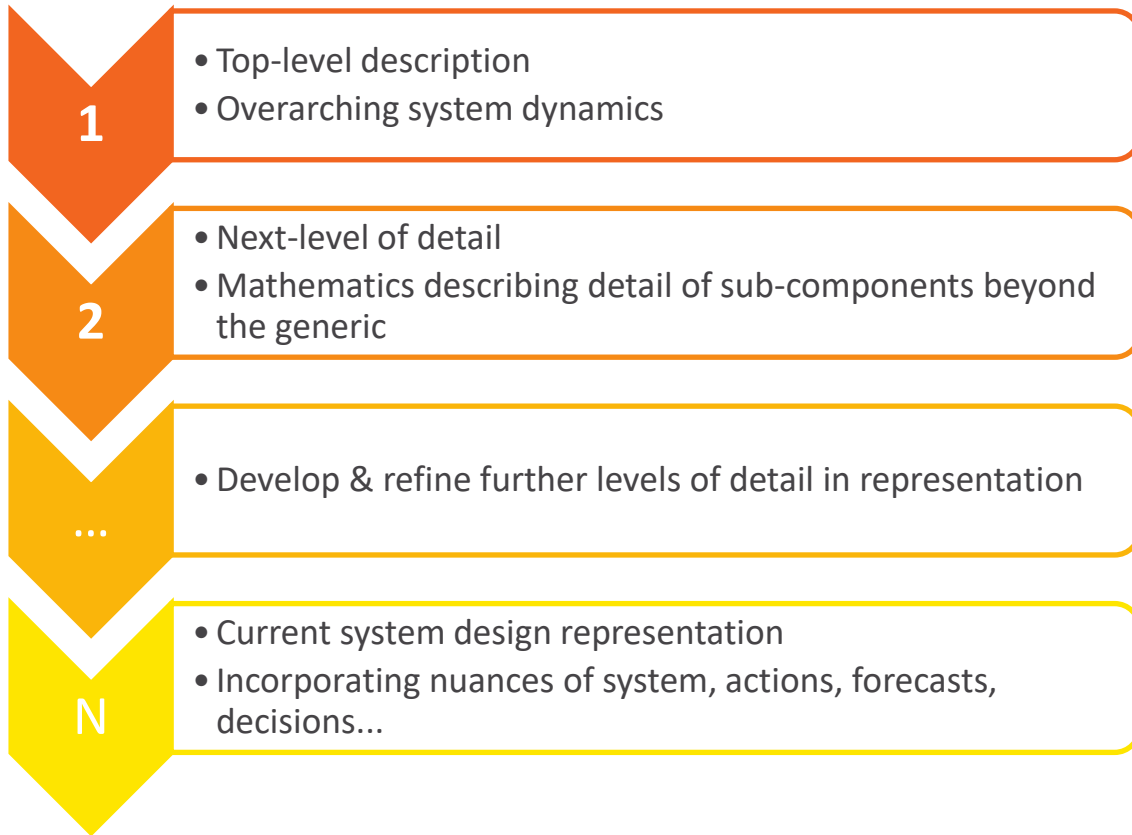 1
• Top-level description
• Overarching system dynamics
2
• Next-level of detail
• Mathematics describing detail of sub-components beyond
the generic
...
• Develop & refine further levels of detail in representation
N
• Current system design representation
• Incorporating nuances of system, actions, forecasts,
decisions...